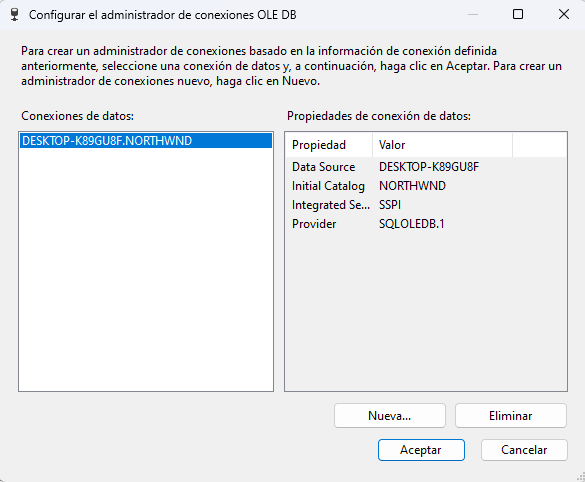 Configurar el administrador de conexiones OLE DB
Para crear un administrador de conexiones basado en la información de conexión definida
anteriormente, seleccione una conexión de datos y, a continuación, haga clic en Aceptar. Para crear un
administrador de conexiones nuevo, haga clic en Nuevo.
Conexiones de datos:
Propiedades de conexión de datos:
DESKTOP-K89GU8F.NORTHWND
Propiedad Valor
Data Source DESKTOP-K89GU8F
Initial Catalog NORTHWND
Integrated Se... SSPI
Provider SQLOLEDB.1
Nueva... Eliminar
Aceptar Cancelar